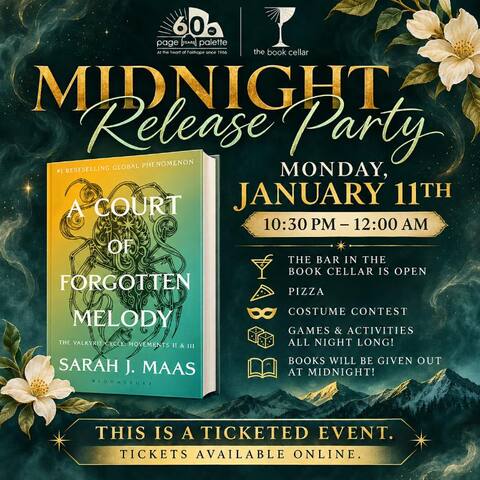 60
YEARS
page palette
At the heart of Fairhope since 1966
the book cellar
MIDNIGHT
Release Party
#1 BESTSELLING GLOBAL PHENOMENON
A COURT
OF
FORGOTTEN
MELODY
THE VALKYRIE CYCLE: MOVEMENTS II & III
SARAH J. MAAS
BLOOMSBURY
MONDAY,
JANUARY 11TH
10:30 PM – 12:00 AM
THE BAR IN THE
BOOK CELLAR IS OPEN
PIZZA
COSTUME CONTEST
GAMES & ACTIVITIES
ALL NIGHT LONG!
BOOKS WILL BE GIVEN OUT
AT MIDNIGHT!
THIS IS A TICKETED EVENT.
TICKETS AVAILABLE ONLINE.